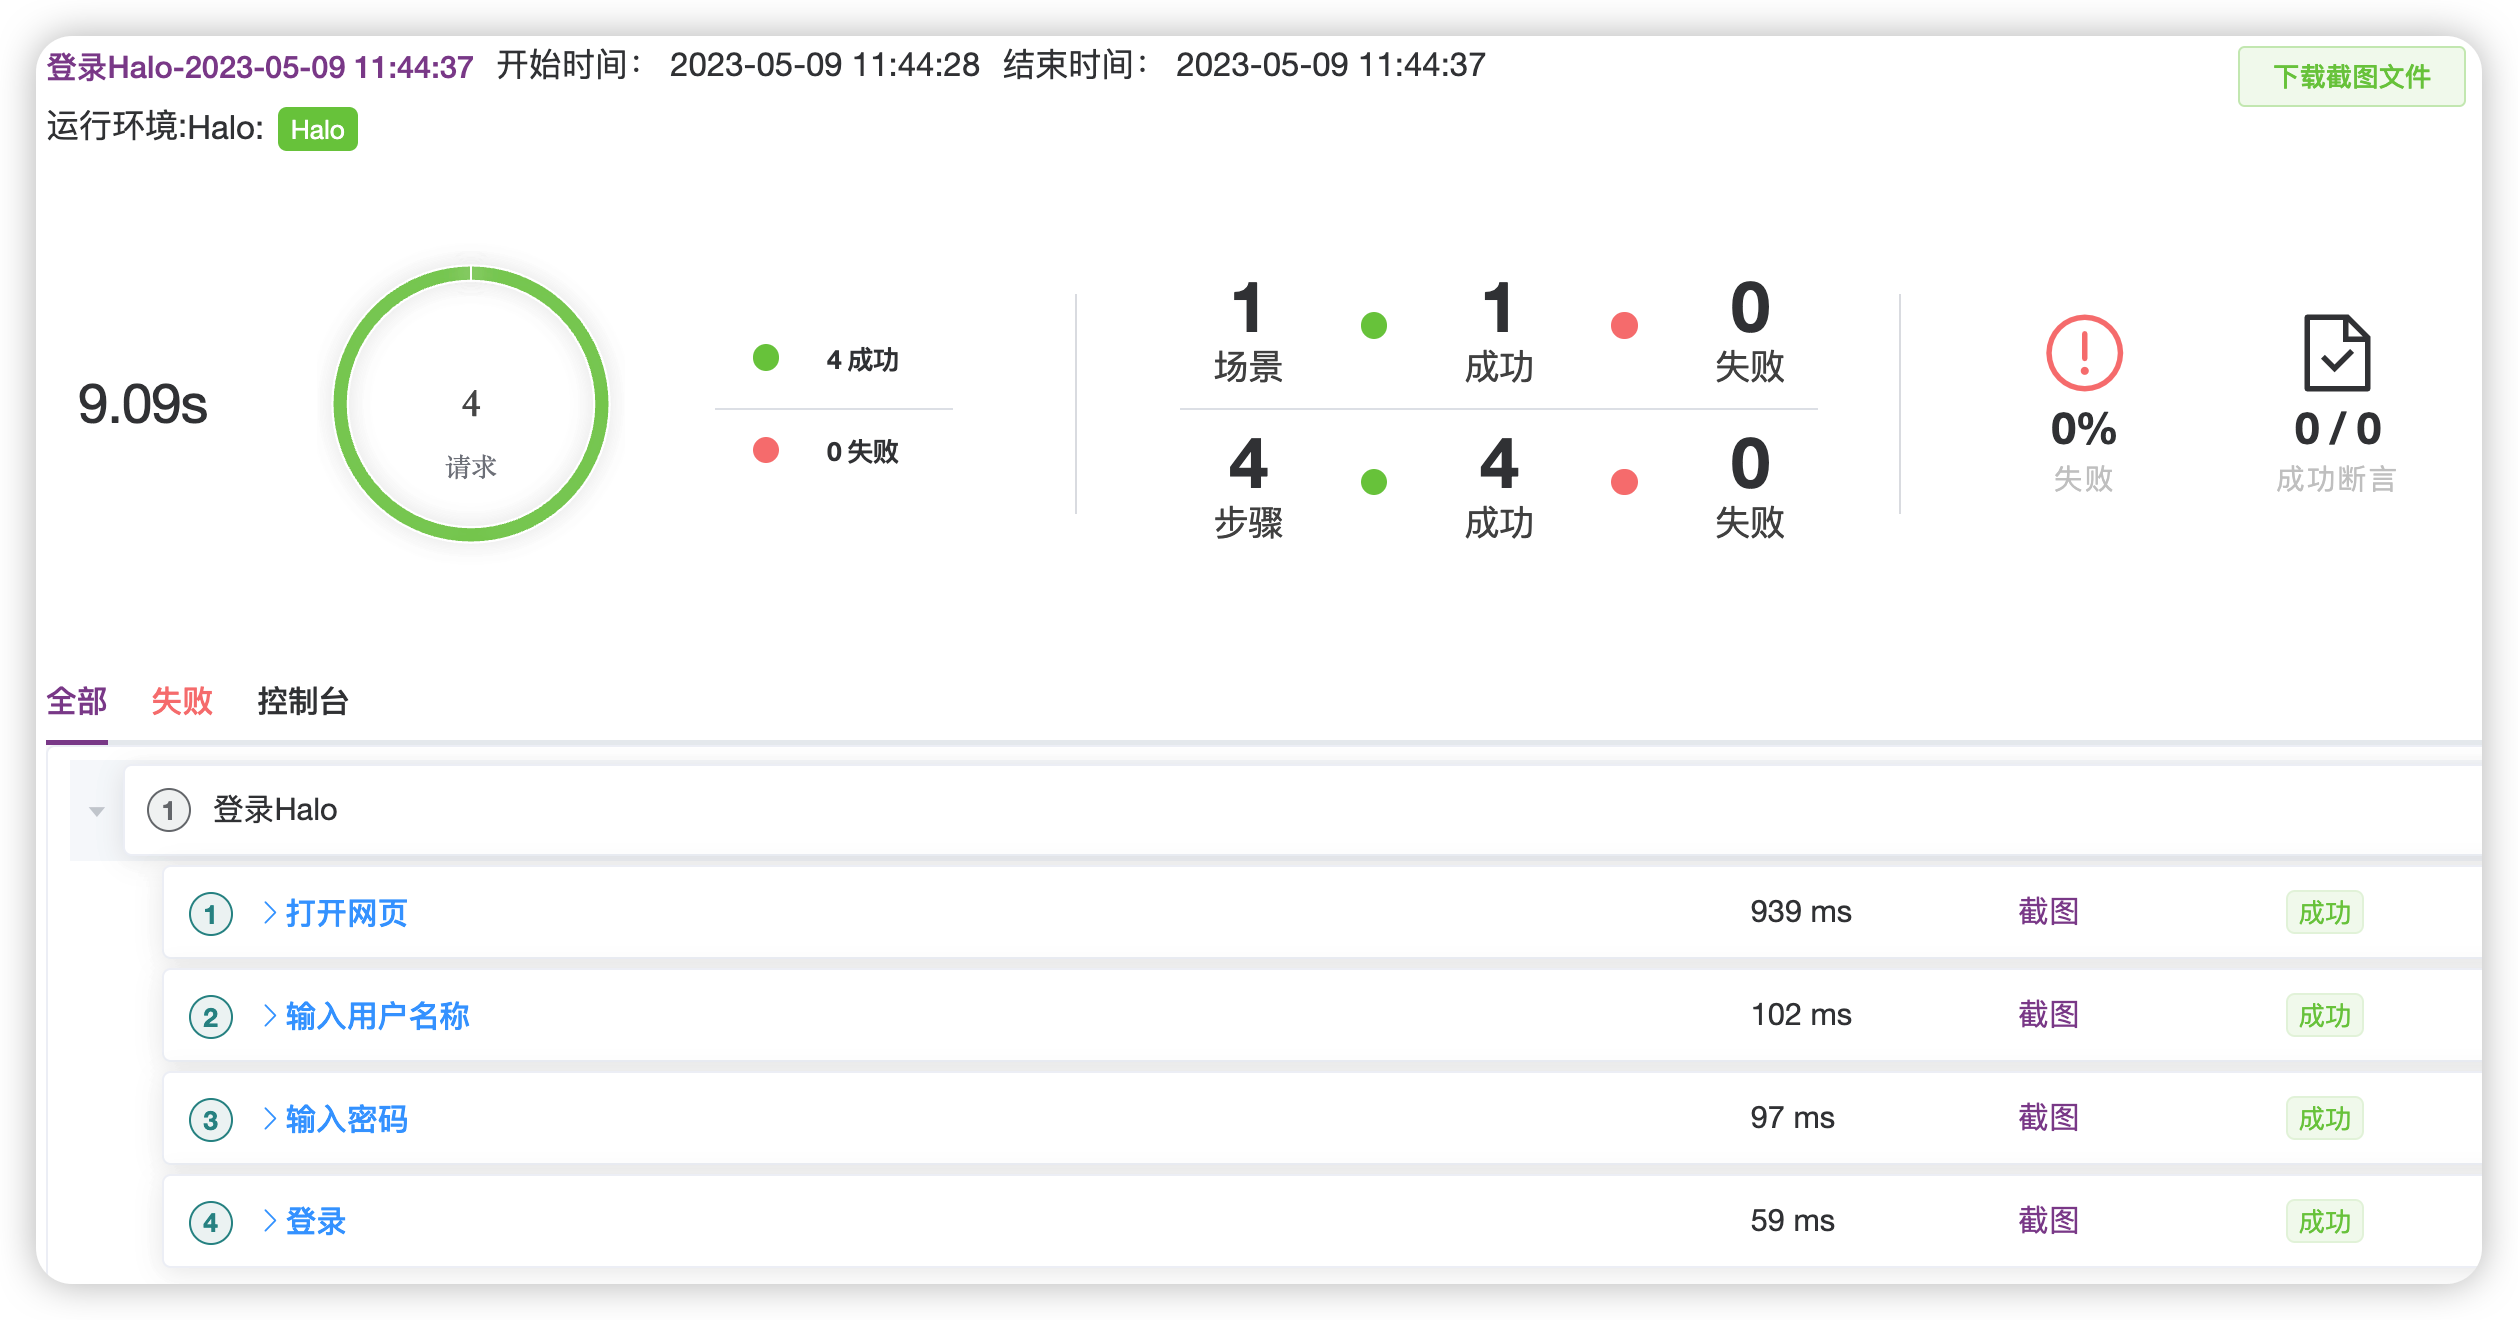 登录Halo-2023-05-09 11:44:37 开始时间： 2023-05-09 11:44:28 结束时间： 2023-05-09 11:44:37
下载截图文件
运行环境:Halo: Halo
9.09s
4
请求
4 成功
0 失败
1 1 0
场景 成功 失败
4 4 0
步骤 成功 失败
0%
失败
0 / 0
成功断言
全部 失败 控制台
1 登录Halo
1 打开网页 939 ms 截图 成功
2 输入用户名称 102 ms 截图 成功
3 输入密码 97 ms 截图 成功
4 登录 59 ms 截图 成功